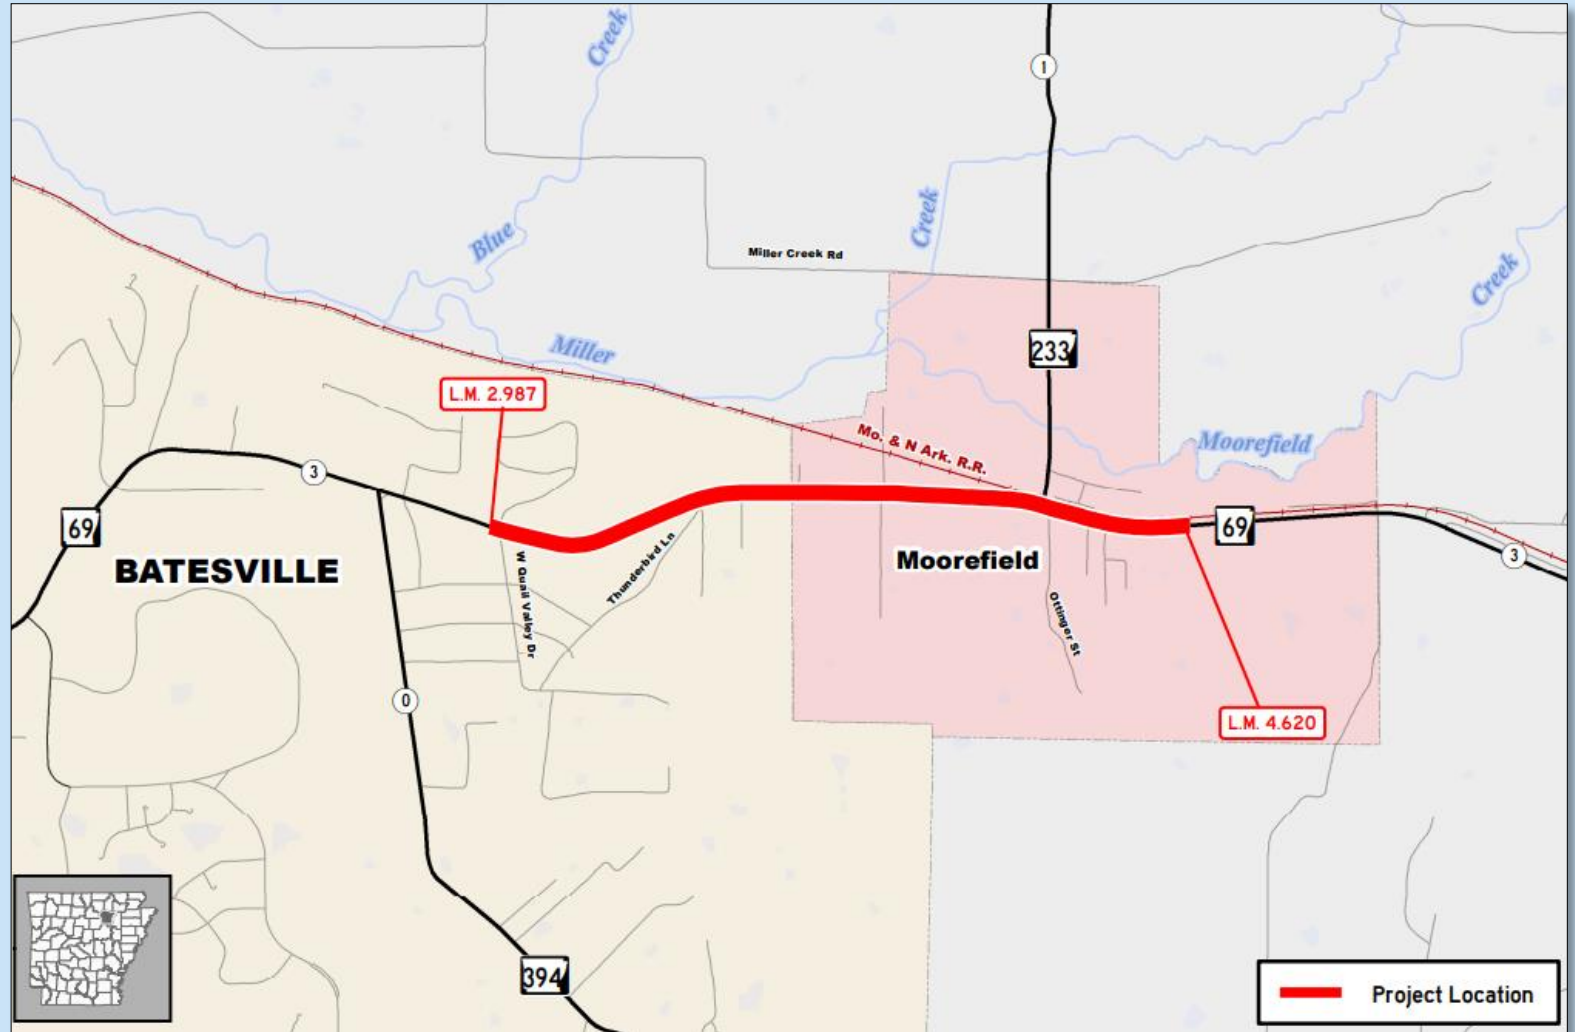 Creek
1
Blue
Creek
Miller Creek Rd
Creek
233
Miller
L.M. 2.987
Mo. & N Ark. R.R.
Moorefield
3
69
69
3
BATESVILLE
Moorefield
W Quail Valley Dr
Thunderbird Ln
Ottinger St
0
L.M. 4.620
394
Project Location